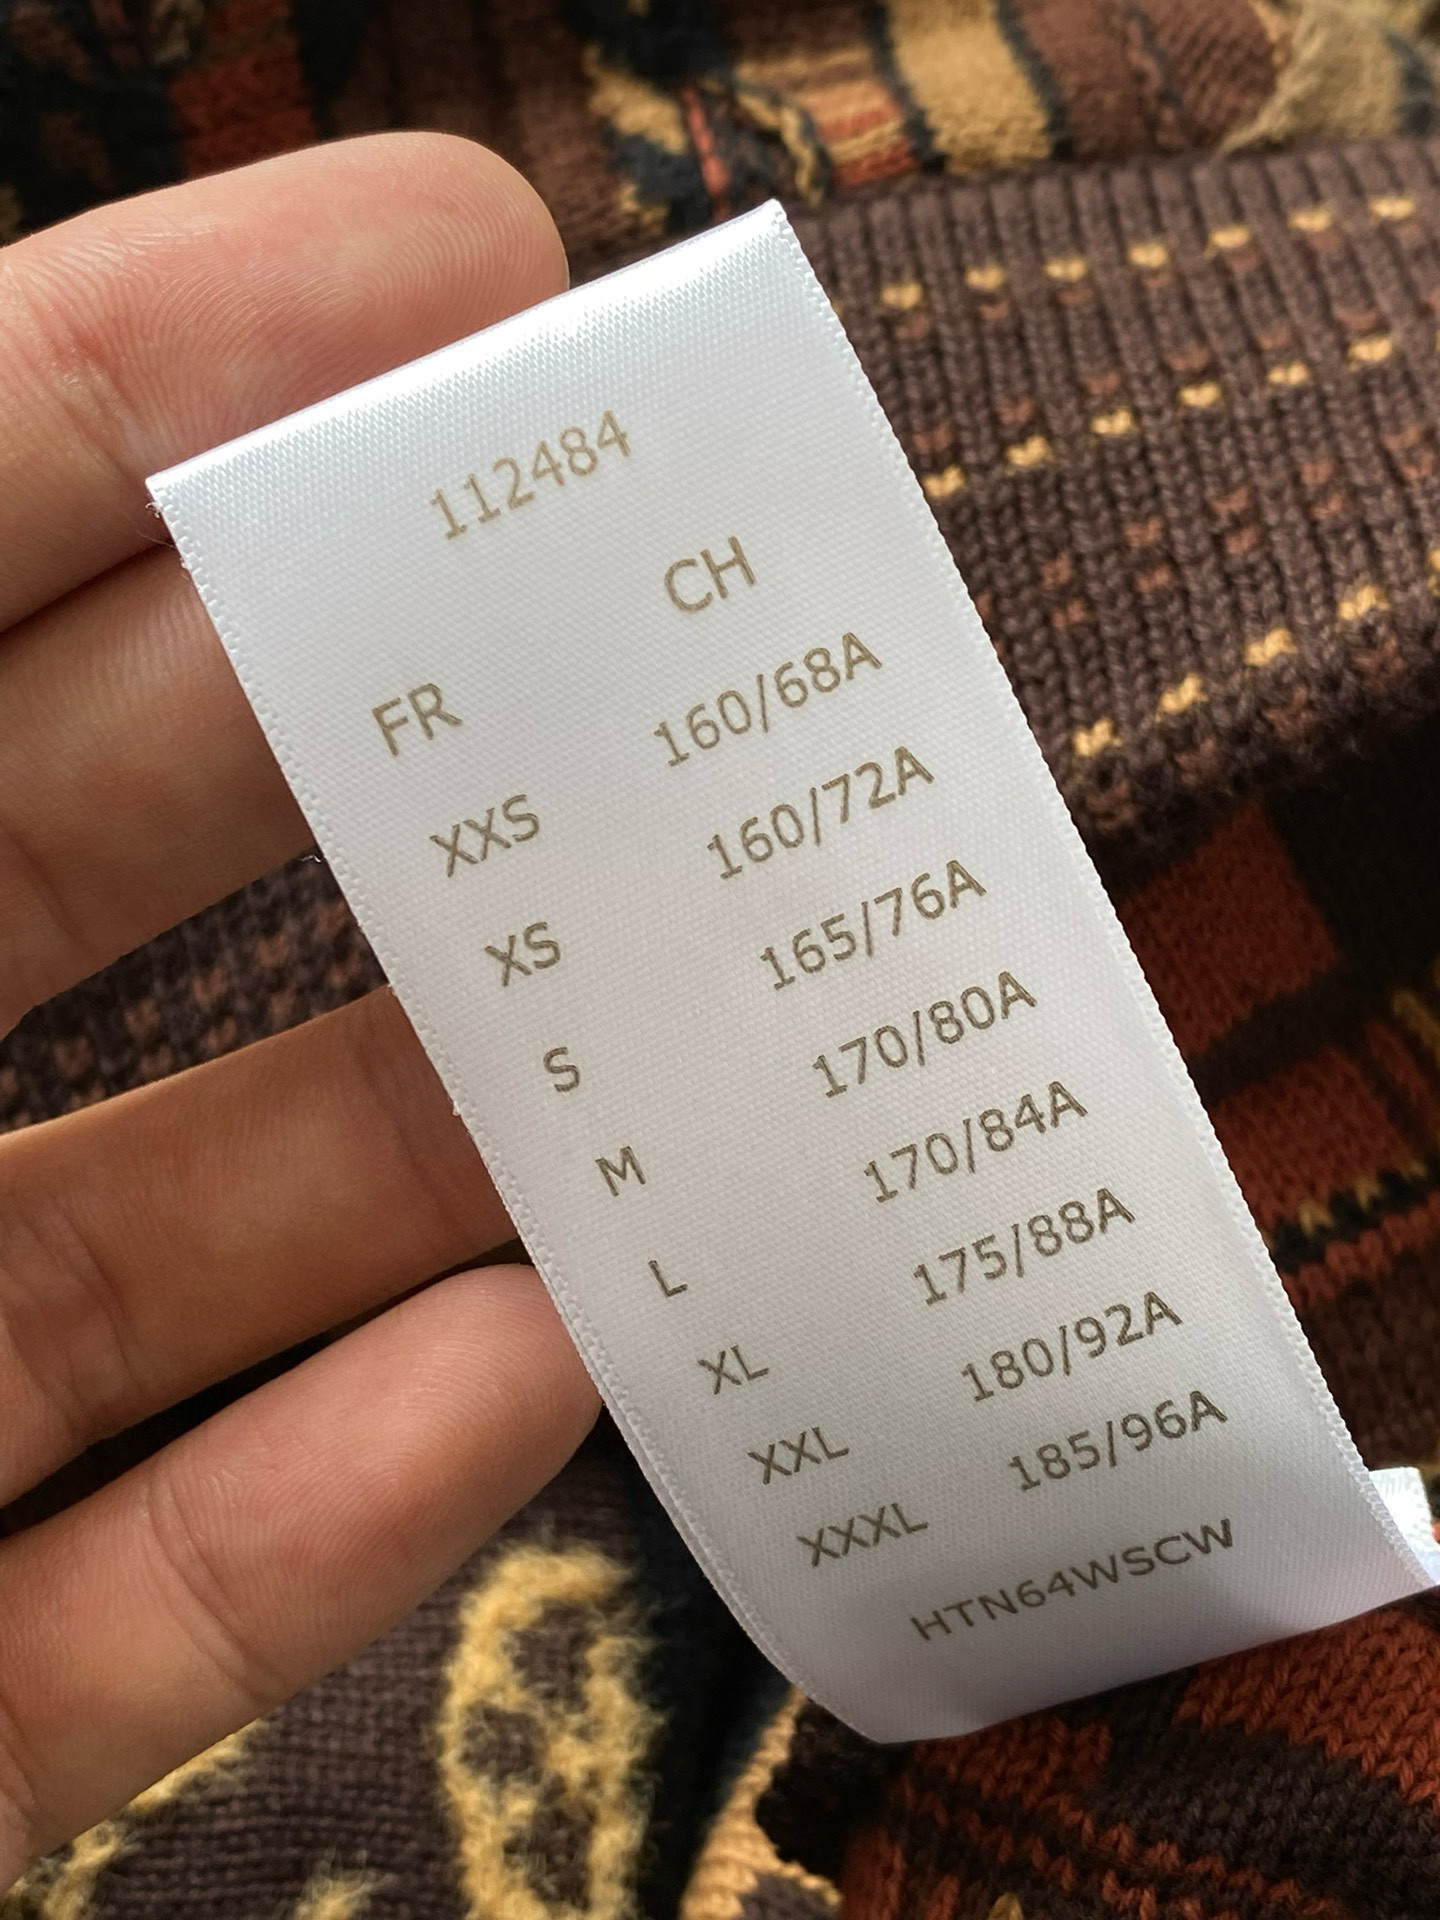 112484
FR CH
XXS 160/68A
XS 160/72A
S 165/76A
M 170/80A
L 170/84A
XL 175/88A
XXL 180/92A
XXXL 185/96A
HTN64WSCW